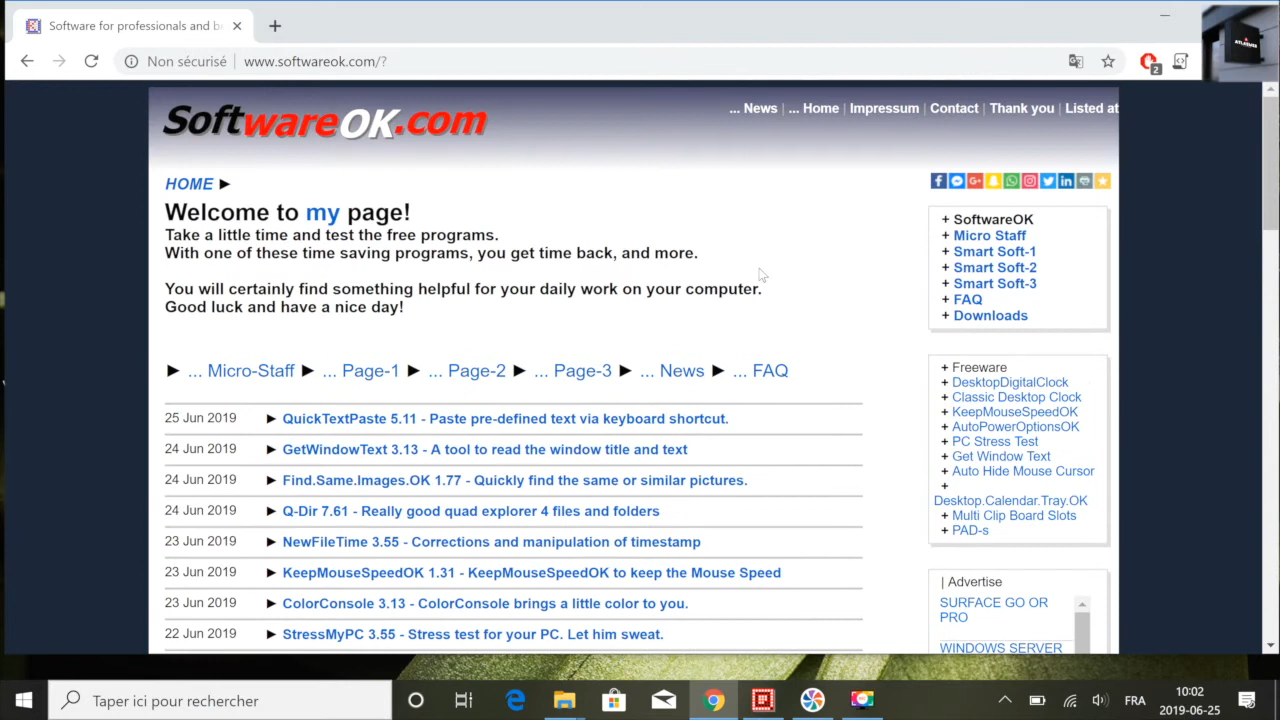 Software for professionals and be
Non sécurisé
www.softwareok.com/?
2
SoftwareOK.com
... News | ... Home | Impressum | Contact | Thank you | Listed at
HOME ►
Welcome to my page!
Take a little time and test the free programs.
With one of these time saving programs, you get time back, and more.
You will certainly find something helpful for your daily work on your computer.
Good luck and have a nice day!
► ... Micro-Staff ► ... Page-1 ► ... Page-2 ► ... Page-3 ► ... News ► ... FAQ
25 Jun 2019 ► QuickTextPaste 5.11 - Paste pre-defined text via keyboard shortcut.
24 Jun 2019 ► GetWindowText 3.13 - A tool to read the window title and text
24 Jun 2019 ► Find.Same.Images.OK 1.77 - Quickly find the same or similar pictures.
24 Jun 2019 ► Q-Dir 7.61 - Really good quad explorer 4 files and folders
23 Jun 2019 ► NewFileTime 3.55 - Corrections and manipulation of timestamp
23 Jun 2019 ► KeepMouseSpeedOK 1.31 - KeepMouseSpeedOK to keep the Mouse Speed
23 Jun 2019 ► ColorConsole 3.13 - ColorConsole brings a little color to you.
22 Jun 2019 ► StressMyPC 3.55 - Stress test for your PC. Let him sweat.
+ SoftwareOK
+ Micro Staff
+ Smart Soft-1
+ Smart Soft-2
+ Smart Soft-3
+ FAQ
+ Downloads
+ Freeware
+ DesktopDigitalClock
+ Classic Desktop Clock
+ KeepMouseSpeedOK
+ AutoPowerOptionsOK
+ PC Stress Test
+ Get Window Text
+ Auto Hide Mouse Cursor
+
Desktop.Calendar.Tray.OK
+ Multi Clip Board Slots
+ PAD-s
| Advertise
SURFACE GO OR
PRO
WINDOWS SERVER
Taper ici pour rechercher
FRA
10:02
2019-06-25